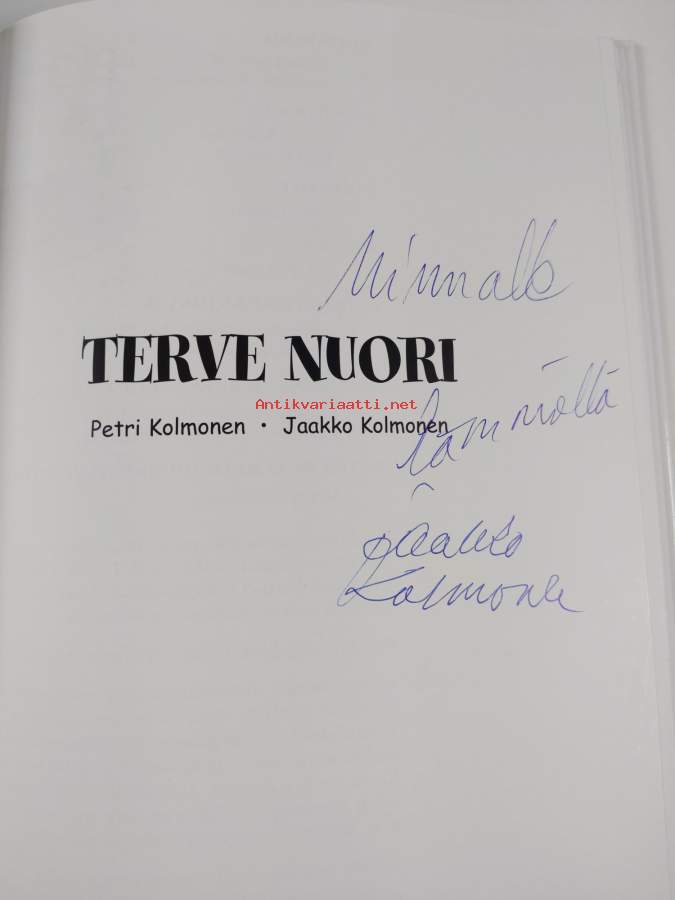 Minnalle
TERVE NUORI
Antikvariaatti.net
Petri Kolmonen • Jaakko Kolmonen
Lämmöllä
Jaakko
Kolmonen